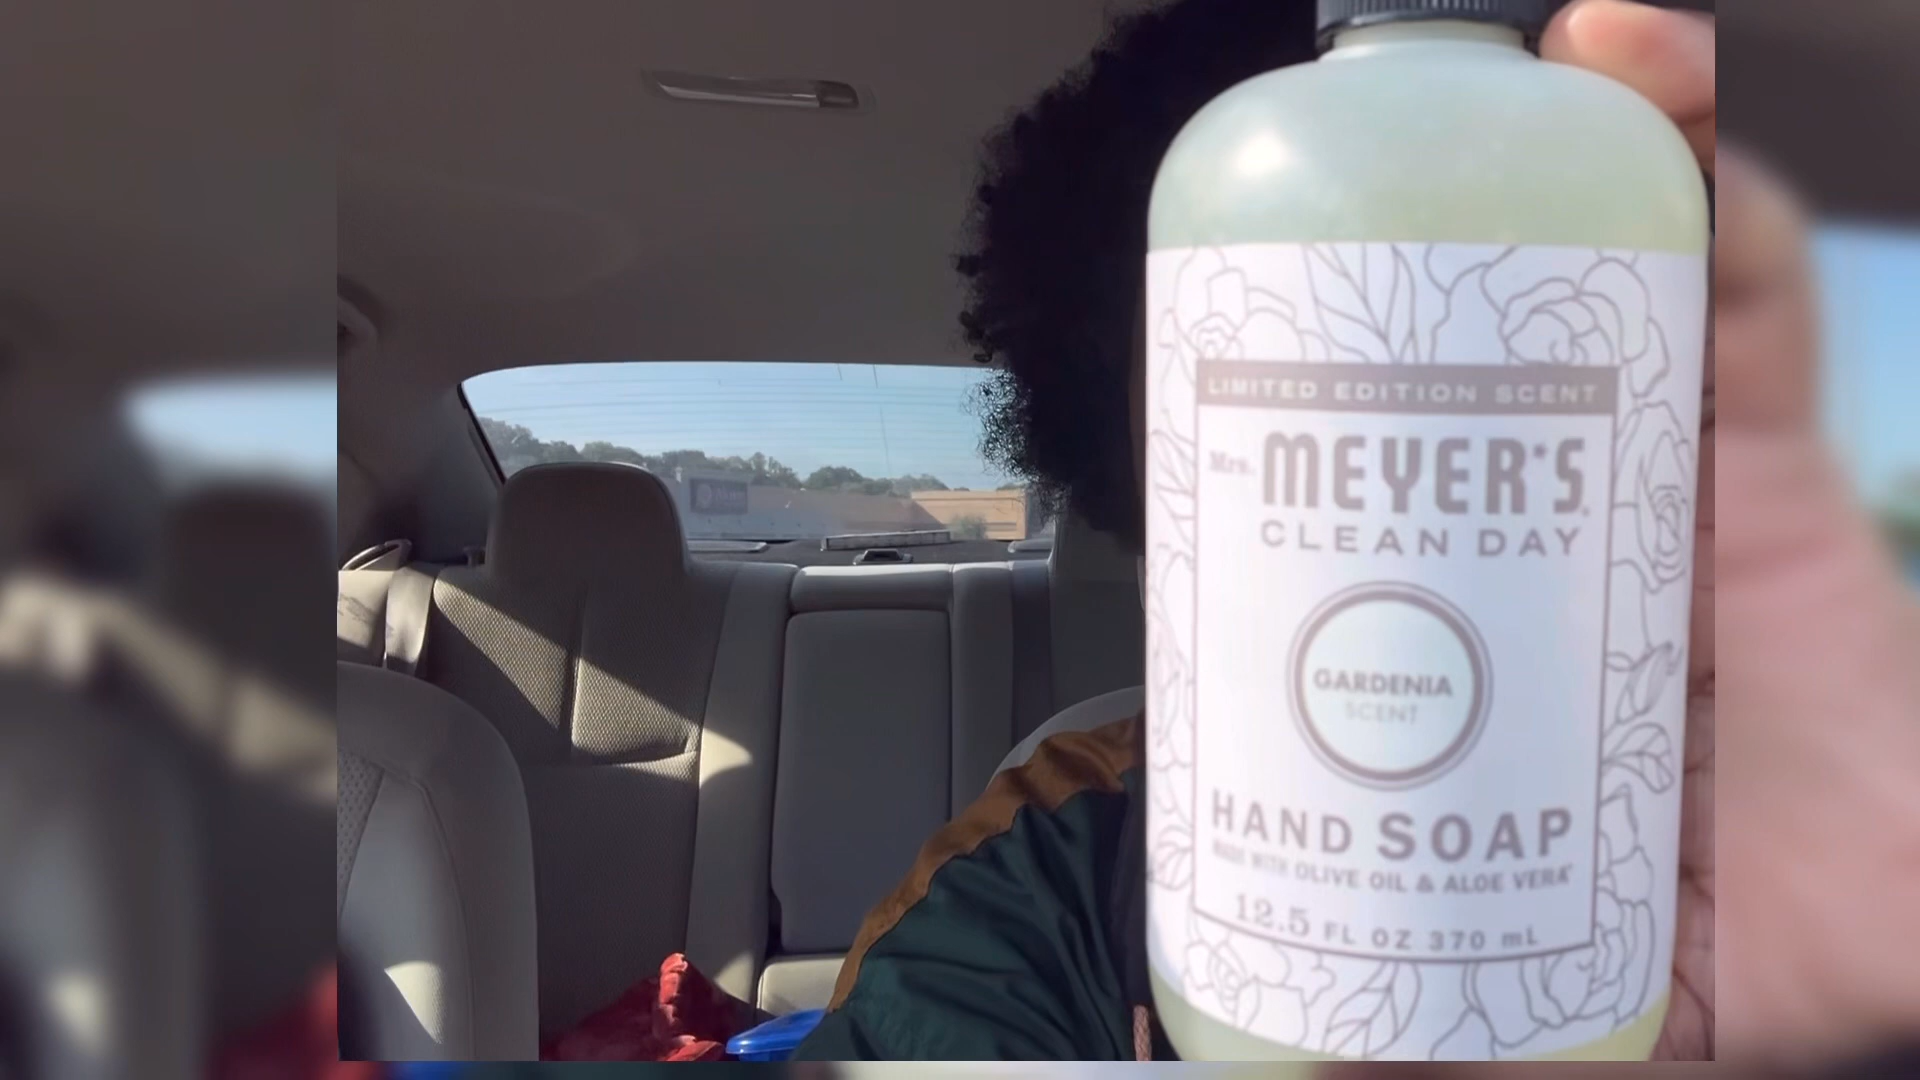 LIMITED EDITION SCENT
Mrs. MEYER'S
CLEAN DAY
GARDENIA
SCENT
HAND SOAP
MADE WITH OLIVE OIL & ALOE VERA*
12.5 FL OZ 370 mL